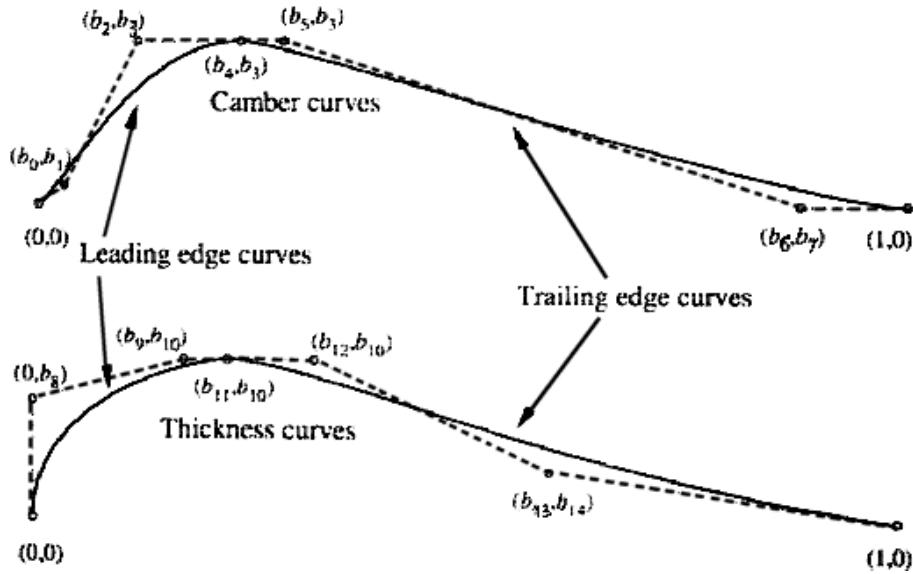 (b₂,b₃)
(b₅,b₃)
(b₄,b₃)
Camber curves
(b₀,b₁)
(0,0)
(b₆,b₇)
(1,0)
Leading edge curves
Trailing edge curves
(b₉,b₁₀)
(b₁₂,b₁₀)
(0,b₈)
(b₁₁,b₁₀)
Thickness curves
(b₁₃,b₁₄)
(0,0)
(1,0)